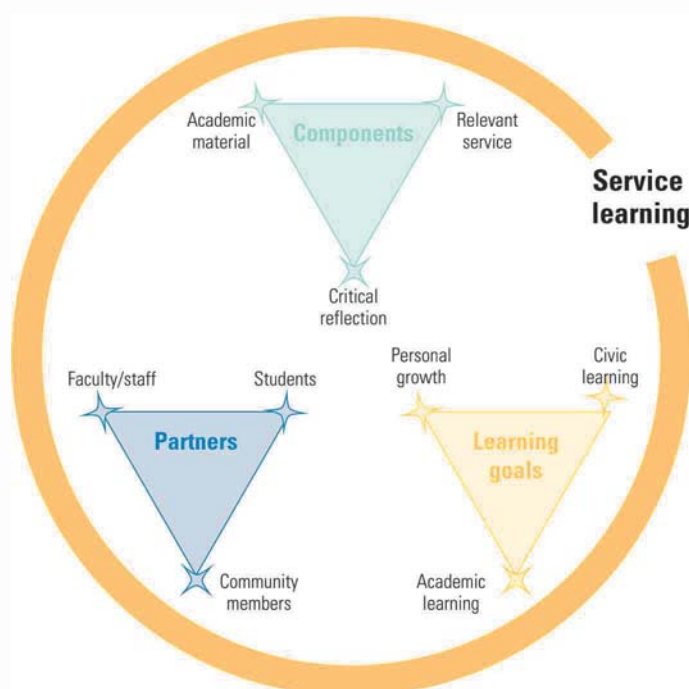 Academic
material
Components
Relevant
service
Service
learning
Critical
reflection
Faculty/staff
Students
Partners
Community
members
Personal
growth
Civic
learning
Learning
goals
Academic
learning